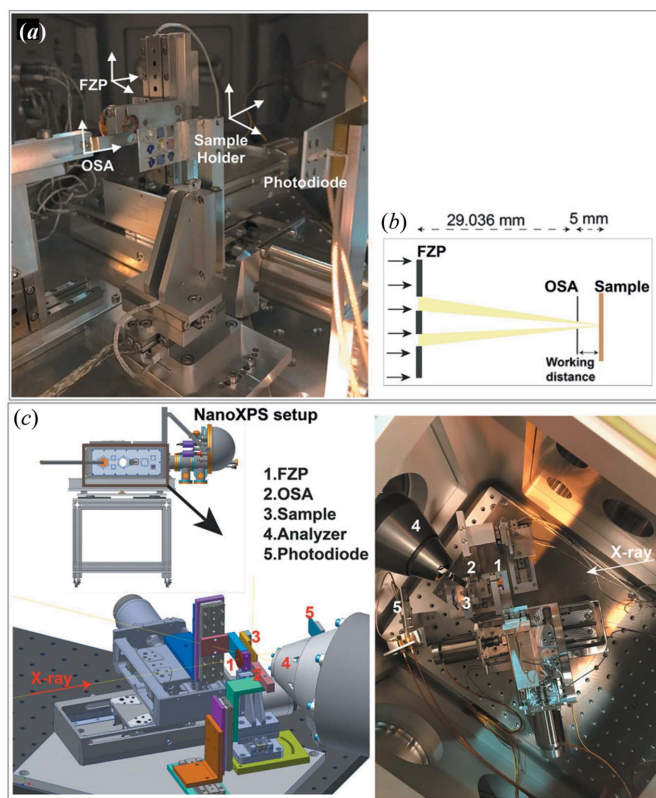 (a)
FZP
OSA
Sample
Holder
Photodiode
(b)
29.036 mm
5 mm
FZP
OSA
Sample
Working
distance
(c)
NanoXPS setup
1.FZP
2.OSA
3.Sample
4.Analyzer
5.Photodiode
X-ray
1
2
3
4
5
4
2
1
X-ray
3
5